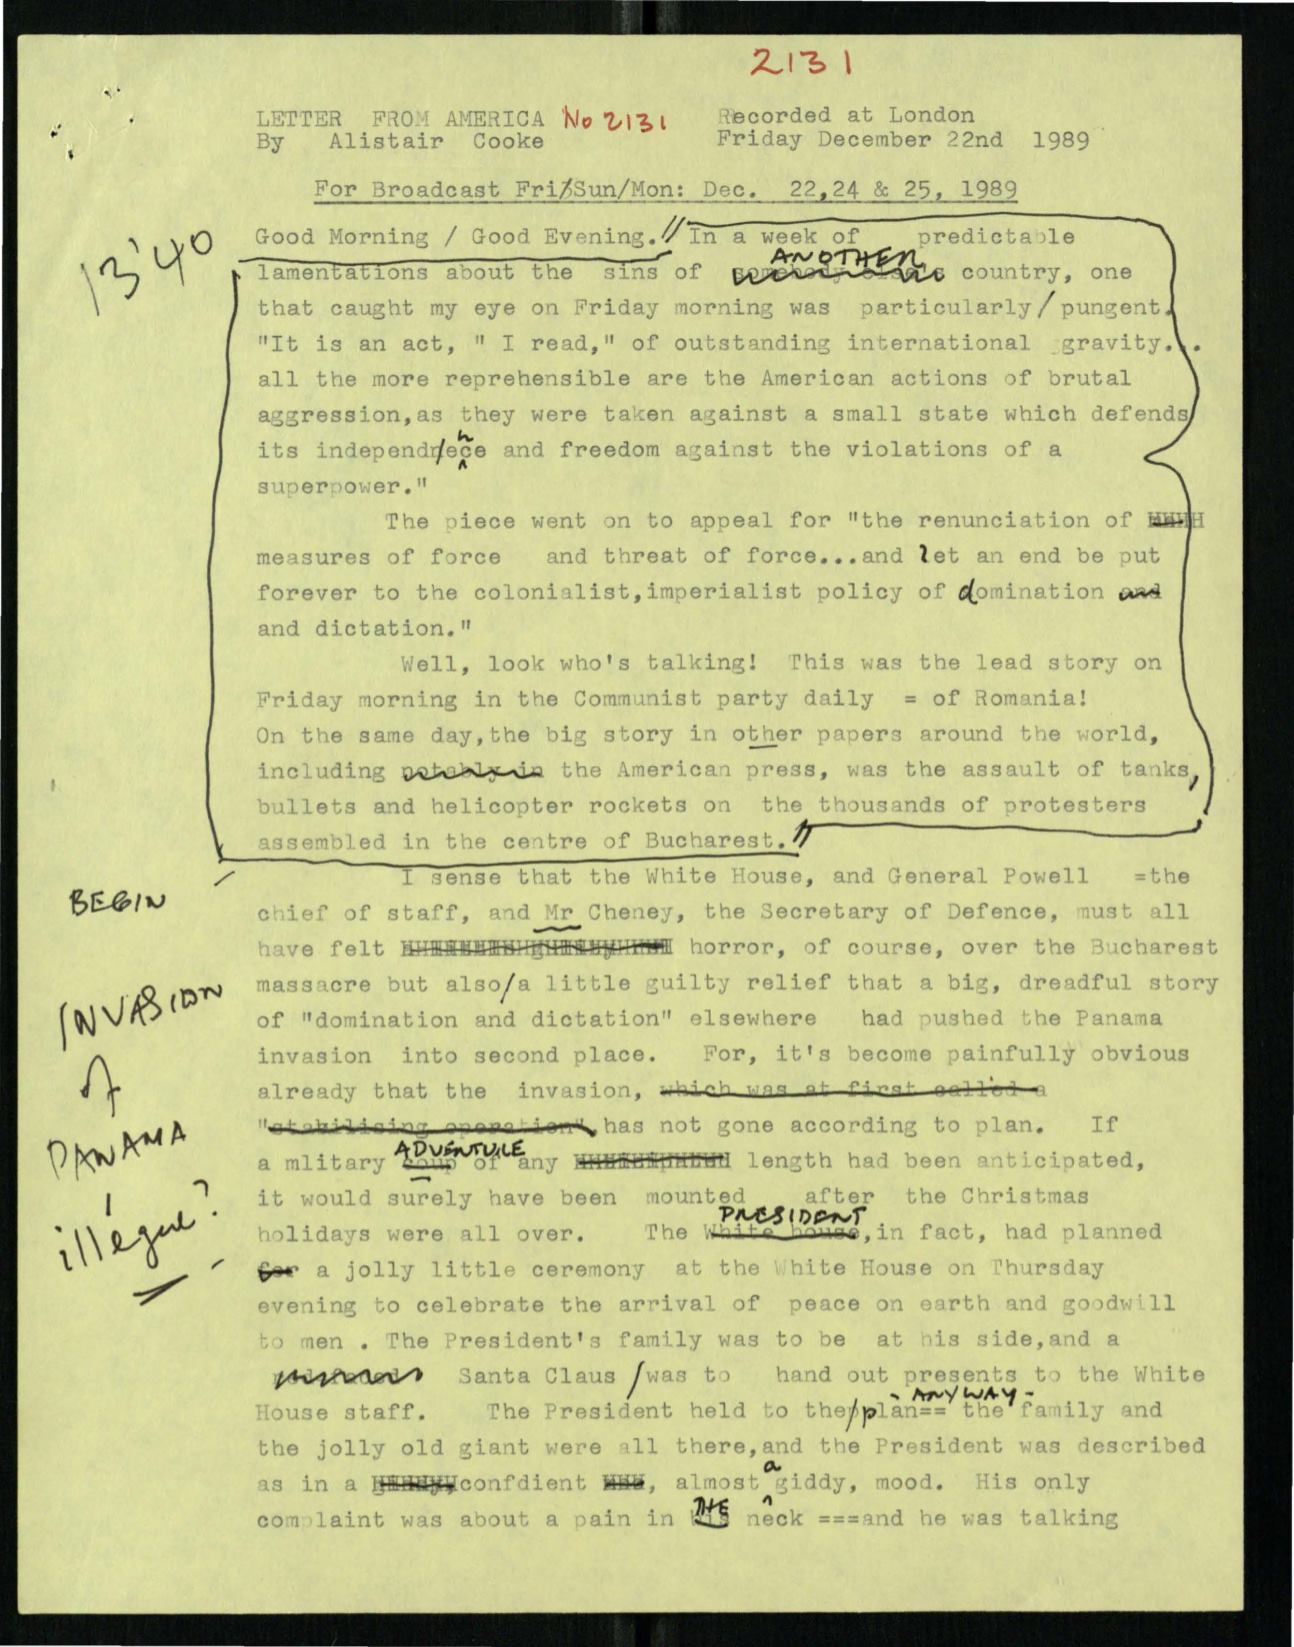 2131
LETTER FROM AMERICA No 2131 Recorded at London
By Alistair Cooke Friday December 22nd 1989
For Broadcast Fri/Sun/Mon: Dec. 22,24 & 25, 1989
13'40
Good Morning / Good Evening.// In a week of predictable
ANOTHER
lamentations about the sins of somebody else's country, one
that caught my eye on Friday morning was particularly/pungent.
"It is an act, " I read," of outstanding international gravity...
all the more reprehensible are the American actions of brutal
aggression,as they were taken against a small state which defends
its independnence and freedom against the violations of a
superpower."
The piece went on to appeal for "the renunciation of
measures of force and threat of force...and let an end be put
forever to the colonialist,imperialist policy of domination and
and dictation."
Well, look who's talking! This was the lead story on
Friday morning in the Communist party daily = of Romania!
On the same day,the big story in other papers around the world,
including notably in the American press, was the assault of tanks,
bullets and helicopter rockets on the thousands of protesters
assembled in the centre of Bucharest.//
BEGIN
I sense that the White House, and General Powell =the
chief of staff, and Mr Cheney, the Secretary of Defence, must all
have felt horror, of course, over the Bucharest
massacre but also/a little guilty relief that a big, dreadful story
INVASION
of
PANAMA
illégue?
of "domination and dictation" elsewhere had pushed the Panama
invasion into second place. For, it's become painfully obvious
already that the invasion, which was at first called a
"stabilising operation", has not gone according to plan. If
ADVENTURE
a mlitary coup of any length had been anticipated,
it would surely have been mounted after the Christmas
PRESIDENT
holidays were all over. The White house,in fact, had planned
for a jolly little ceremony at the White House on Thursday
evening to celebrate the arrival of peace on earth and goodwill
to men . The President's family was to be at his side,and a
Santa Claus /was to hand out presents to the White
ANYWAY-
House staff. The President held to the/plan== the family and
the jolly old giant were all there,and the President was described
as in a confdient , almost a giddy, mood. His only
THE
complaint was about a pain in his neck ===and he was talking